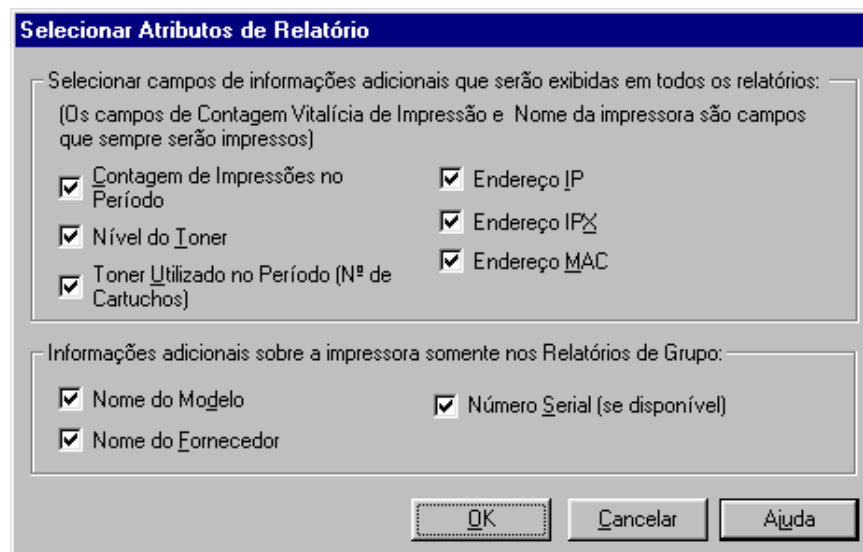 Selecionar Atributos de Relatório
Selecionar campos de informações adicionais que serão exibidas em todos os relatórios:
(Os campos de Contagem Vitalícia de Impressão e Nome da impressora são campos
que sempre serão impressos)
Contagem de Impressões no
Período
Nível do Toner
Toner Utilizado no Período (Nº de
Cartuchos)
Endereço IP
Endereço IPX
Endereço MAC
Informações adicionais sobre a impressora somente nos Relatórios de Grupo:
Nome do Modelo
Nome do Fornecedor
Número Serial (se disponível)
OK
Cancelar
Ajuda